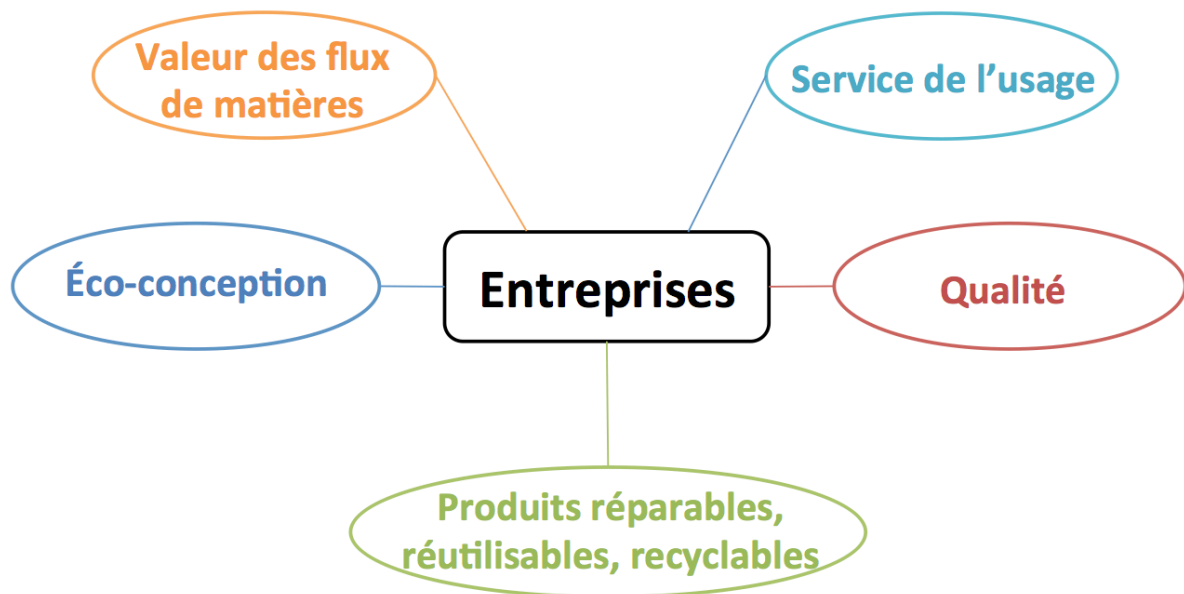 Valeur des flux
de matières
Service de l’usage
Éco-conception
Entreprises
Qualité
Produits réparables,
réutilisables, recyclables